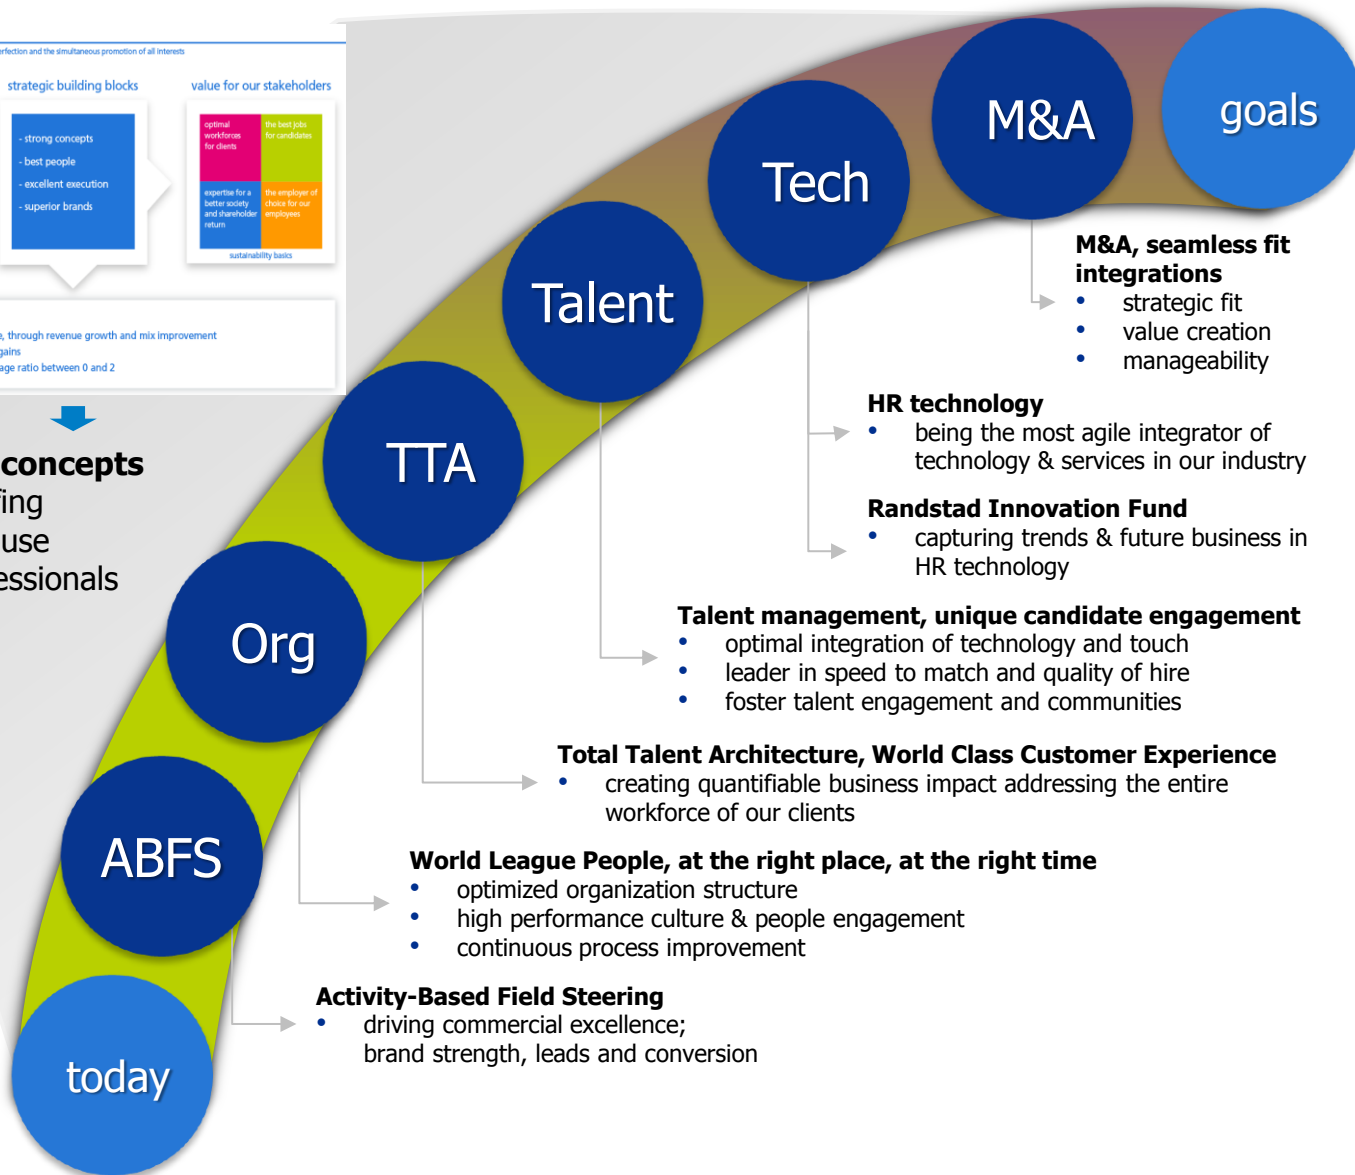 and the simultaneous promotion of all interests
strategic building blocks
value for our stakeholders
- strong concepts
- best people
- excellent execution
- superior brands
optimal
workforces
for clients
the best jobs
for candidates
expertise for a
better society
and shareholder
return
the employer of
choice for our
employees
sustainability basics
through revenue growth and mix improvement
gains
ratio between 0 and 2
concepts
goals
M&A
Tech
Talent
TTA
Org
ABFS
today
M&A, seamless fit
integrations
• strategic fit
• value creation
• manageability
HR technology
• being the most agile integrator of
technology & services in our industry
Randstad Innovation Fund
• capturing trends & future business in
HR technology
Talent management, unique candidate engagement
• optimal integration of technology and touch
• leader in speed to match and quality of hire
• foster talent engagement and communities
Total Talent Architecture, World Class Customer Experience
• creating quantifiable business impact addressing the entire
workforce of our clients
World League People, at the right place, at the right time
• optimized organization structure
• high performance culture & people engagement
• continuous process improvement
Activity-Based Field Steering
• driving commercial excellence;
brand strength, leads and conversion